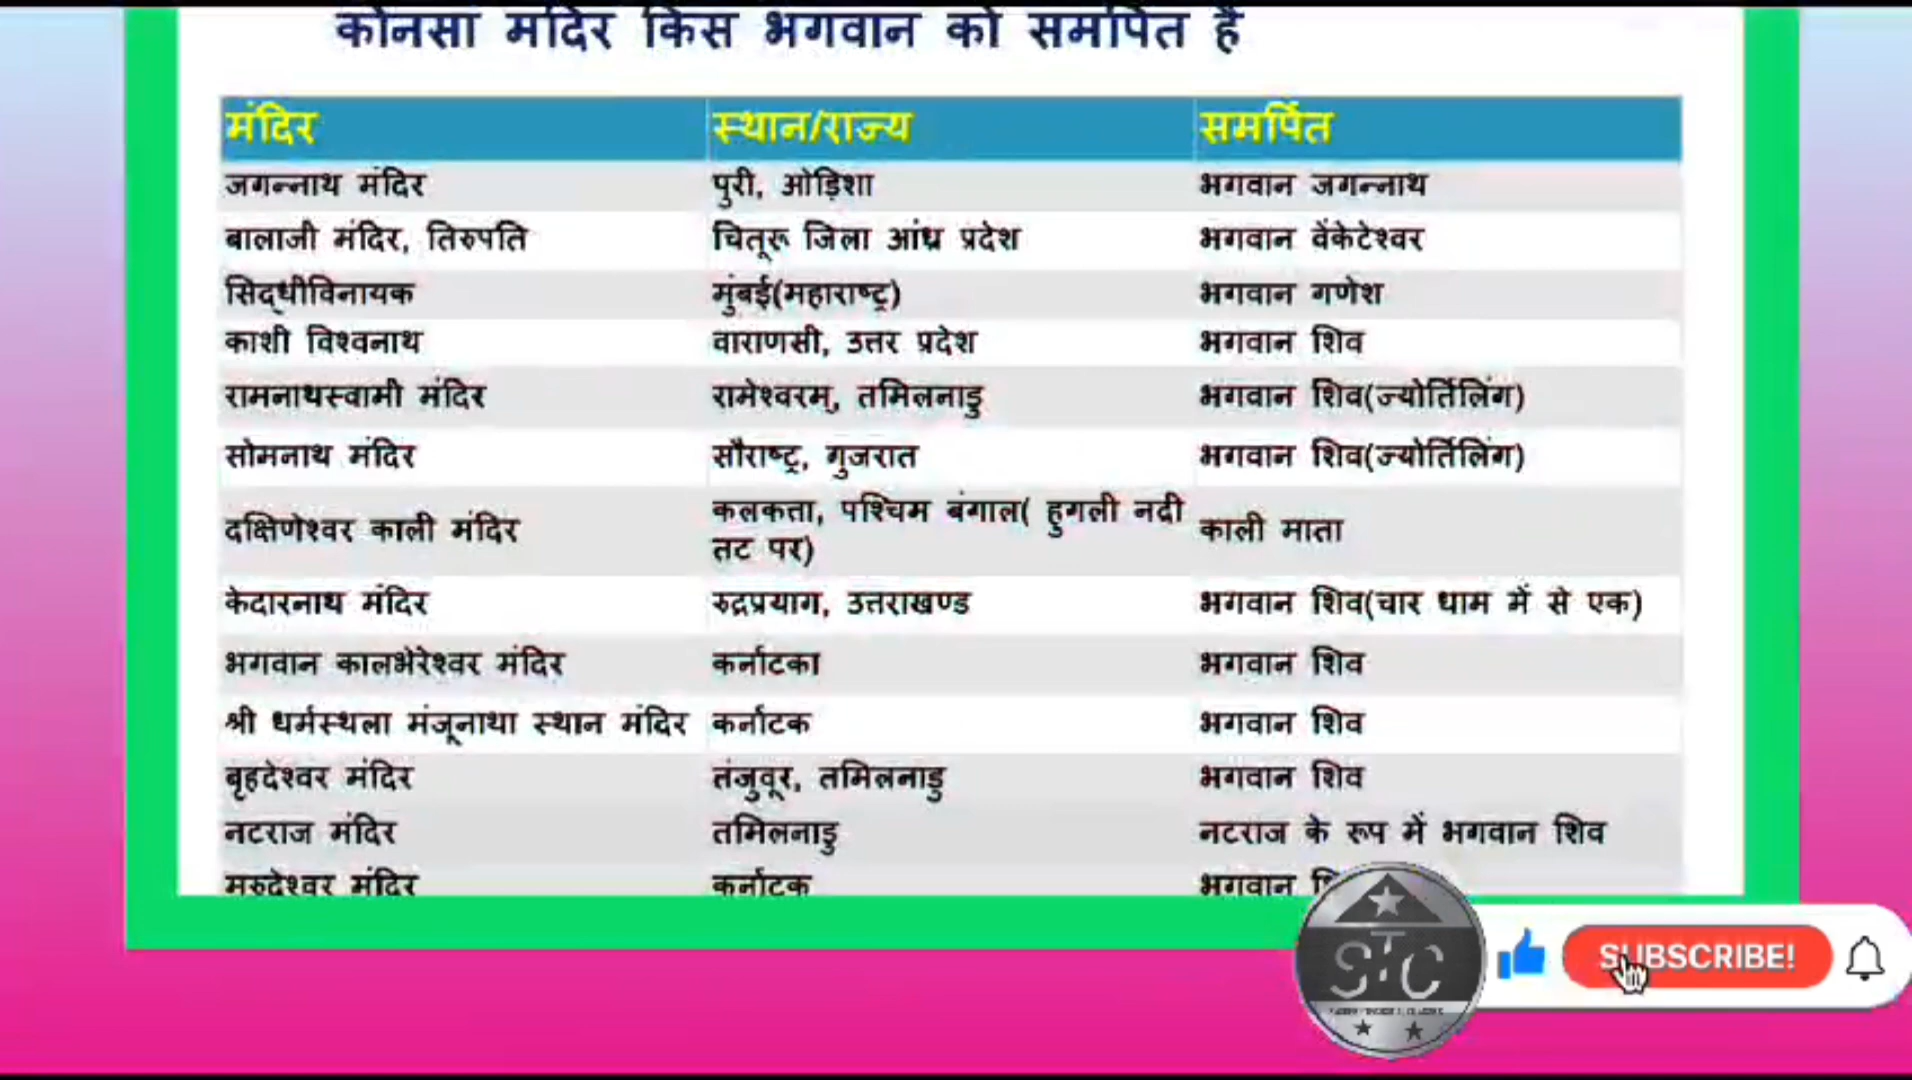 कोनसा मंदिर किस भगवान को समर्पित है
मंदिर स्थान/राज्य समर्पित
जगन्नाथ मंदिर पुरी, ओड़िशा भगवान जगन्नाथ
बालाजी मंदिर, तिरुपति चितूरू जिला आंध्र प्रदेश भगवान वेंकेटेश्वर
सिद्धीविनायक मुंबई(महाराष्ट्र) भगवान गणेश
काशी विश्वनाथ वाराणसी, उत्तर प्रदेश भगवान शिव
रामनाथस्वामी मंदिर रामेश्वरम्, तमिलनाडु भगवान शिव(ज्योर्तिलिंग)
सोमनाथ मंदिर सौराष्ट्र, गुजरात भगवान शिव(ज्योर्तिलिंग)
दक्षिणेश्वर काली मंदिर कलकता, पश्चिम बंगाल( हुगली नदी
तट पर) काली माता
केदारनाथ मंदिर रुद्रप्रयाग, उत्तराखण्ड भगवान शिव(चार धाम में से एक)
भगवान कालभेरेश्वर मंदिर कर्नाटका भगवान शिव
श्री धर्मस्थला मंजूनाथा स्थान मंदिर कर्नाटक भगवान शिव
बृहदेश्वर मंदिर तंजुवूर, तमिलनाडु भगवान शिव
नटराज मंदिर तमिलनाडु नटराज के रूप में भगवान शिव
मरुदेश्वर मंदिर कर्नाटक भगवान
STC
SUBSCRIBE!